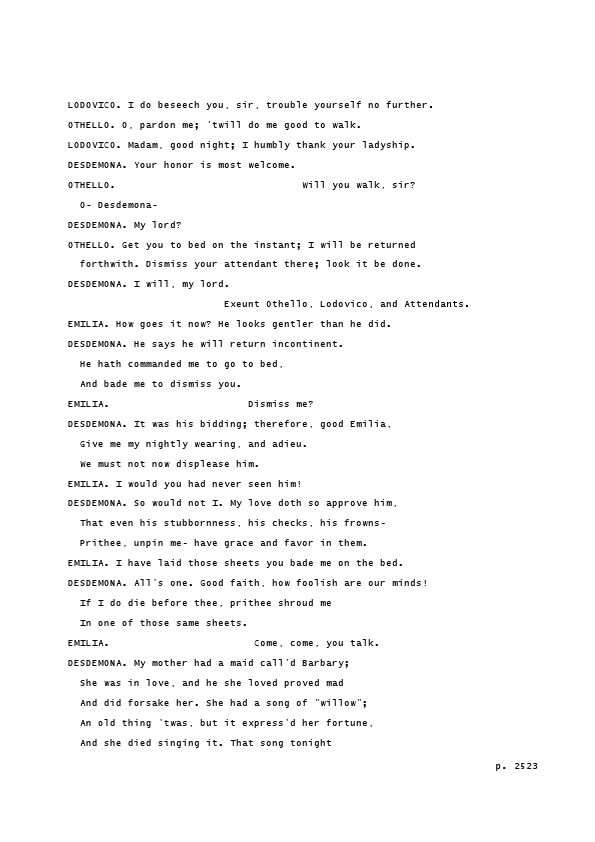 LODOVICO. I do beseech you, sir, trouble yourself no further.
OTHELLO. O, pardon me; 'twill do me good to walk.
LODOVICO. Madam, good night; I humbly thank your ladyship.
DESDEMONA. Your honor is most welcome.
OTHELLO.                               Will you walk, sir?
  O- Desdemona-
DESDEMONA. My lord?
OTHELLO. Get you to bed on the instant; I will be returned
  forthwith. Dismiss your attendant there; look it be done.
DESDEMONA. I will, my lord.
                          Exeunt Othello, Lodovico, and Attendants.
EMILIA. How goes it now? He looks gentler than he did.
DESDEMONA. He says he will return incontinent.
  He hath commanded me to go to bed,
  And bade me to dismiss you.
EMILIA.                       Dismiss me?
DESDEMONA. It was his bidding; therefore, good Emilia,
  Give me my nightly wearing, and adieu.
  We must not now displease him.
EMILIA. I would you had never seen him!
DESDEMONA. So would not I. My love doth so approve him,
  That even his stubbornness, his checks, his frowns-
  Prithee, unpin me- have grace and favor in them.
EMILIA. I have laid those sheets you bade me on the bed.
DESDEMONA. All's one. Good faith, how foolish are our minds!
  If I do die before thee, prithee shroud me
  In one of those same sheets.
EMILIA.                        Come, come, you talk.
DESDEMONA. My mother had a maid call'd Barbary;
  She was in love, and he she loved proved mad
  And did forsake her. She had a song of "willow";
  An old thing 'twas, but it express'd her fortune,
  And she died singing it. That song tonight
p. 2523